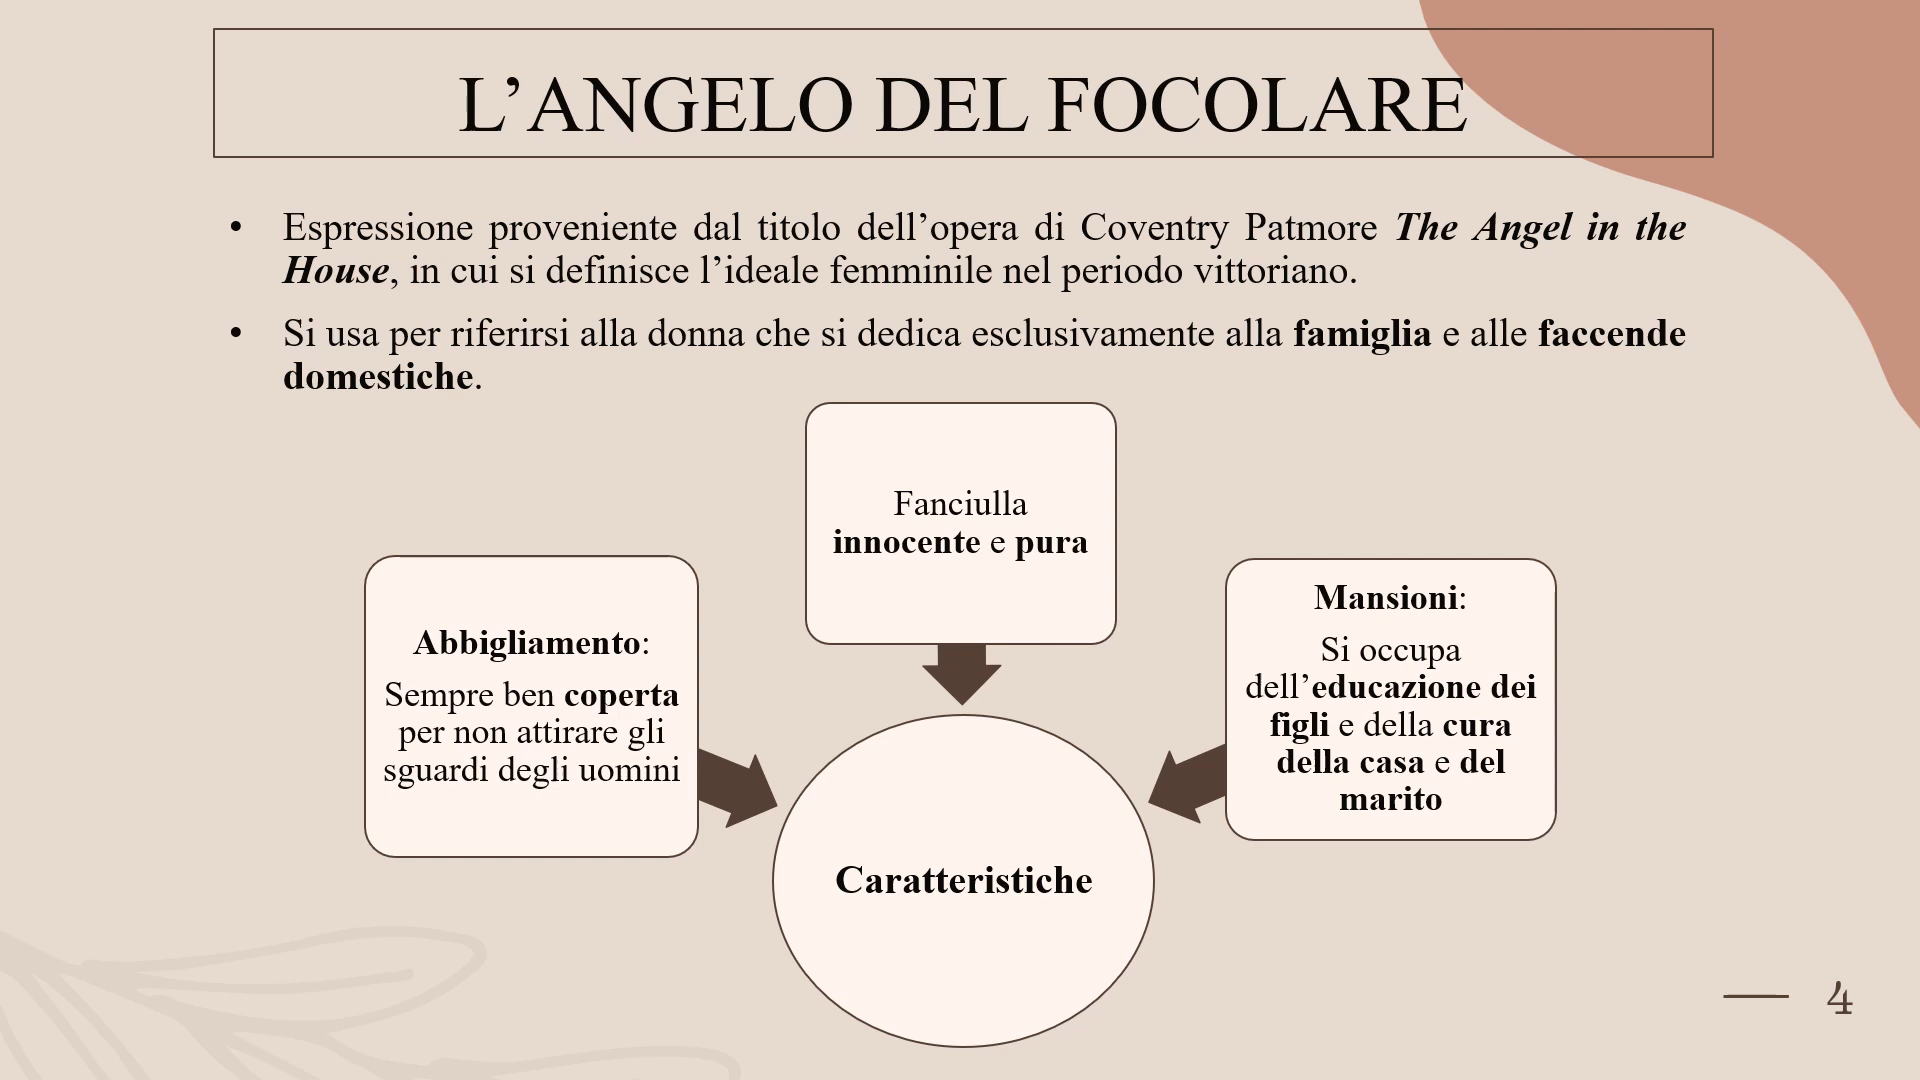 L’ANGELO DEL FOCOLARE
• Espressione proveniente dal titolo dell’opera di Coventry Patmore The Angel in the
House, in cui si definisce l’ideale femminile nel periodo vittoriano.
• Si usa per riferirsi alla donna che si dedica esclusivamente alla famiglia e alle faccende
domestiche.
Fanciulla
innocente e pura
Abbigliamento:
Sempre ben coperta
per non attirare gli
sguardi degli uomini
Mansioni:
Si occupa
dell’educazione dei
figli e della cura
della casa e del
marito
Caratteristiche
4